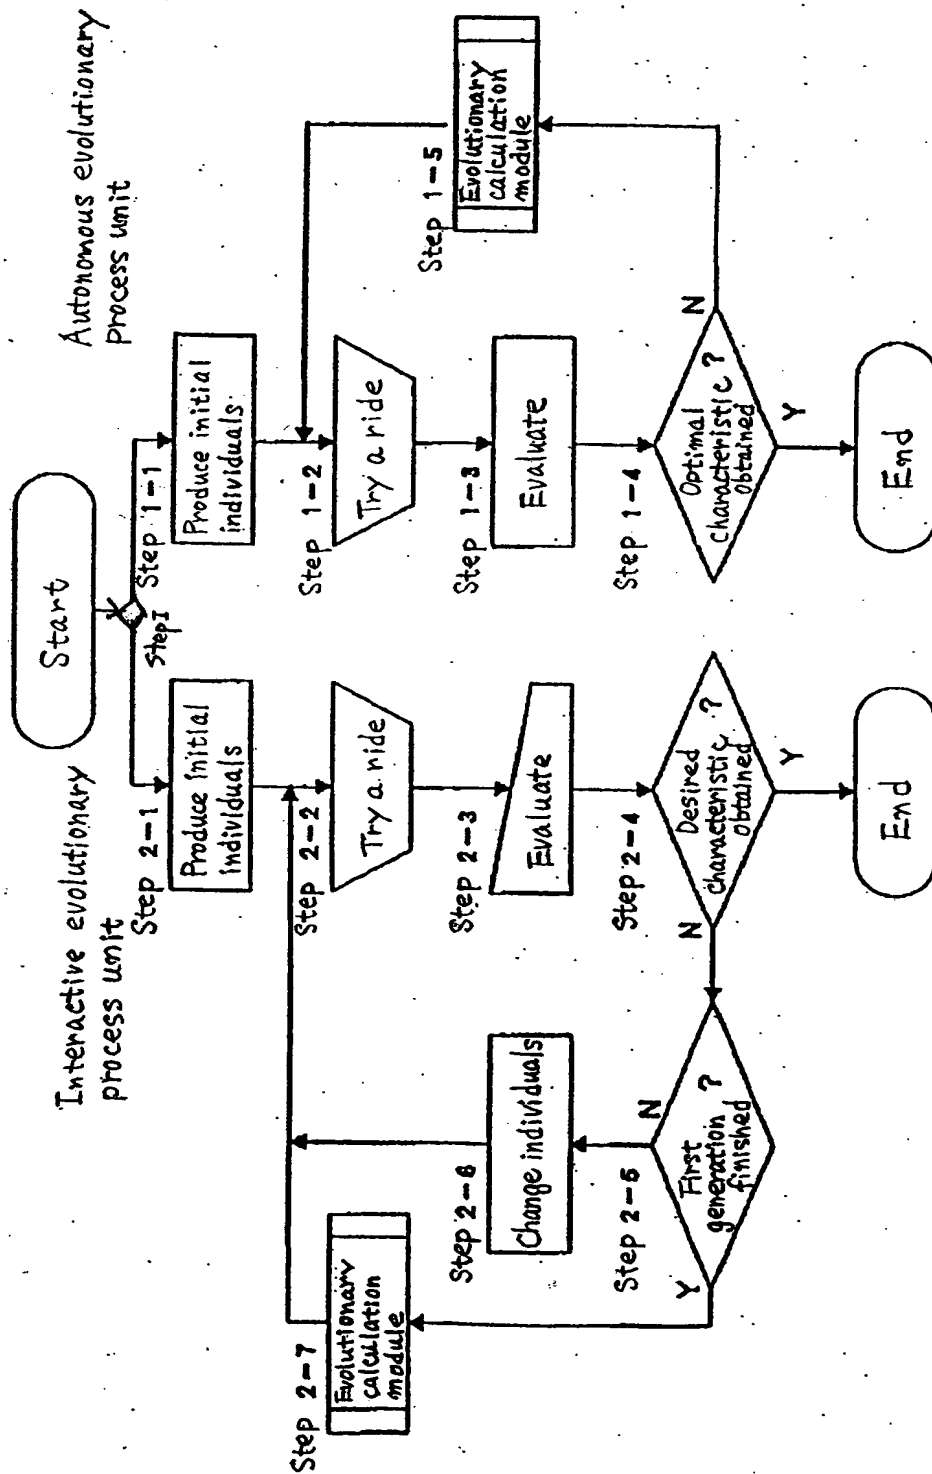 Start
Step I
Interactive evolutionary
process unit
Step 2-1
Produce initial
individuals
Step 2-2
Try a ride
Step 2-3
Evaluate
Step 2-4
Desired
characteristic ?
obtained
N
Y
End
Step 2-5
First
generation ?
finished
N
Y
Step 2-6
Change individuals
Step 2-7
Evolutionary
calculation
module
Autonomous evolutionary
process unit
Step 1-1
Produce initial
individuals
Step 1-2
Try a ride
Step 1-3
Evaluate
Step 1-4
Optimal
characteristic ?
obtained
N
Y
End
Step 1-5
Evolutionary
calculation
module